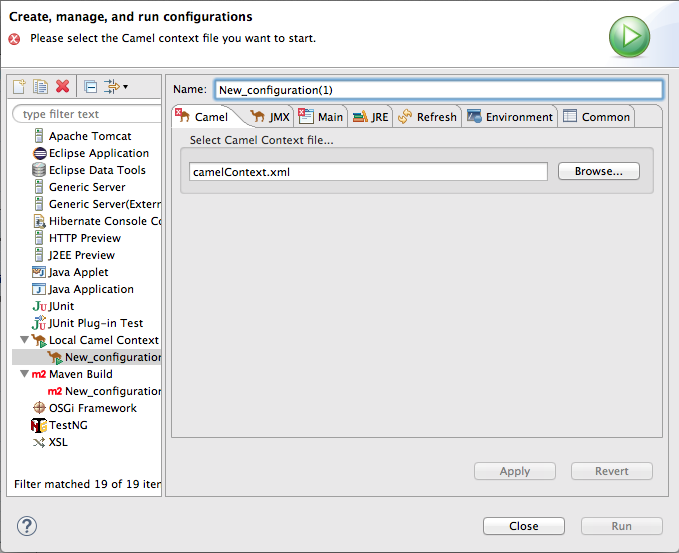 Create, manage, and run configurations
Please select the Camel context file you want to start.
type filter text
Apache Tomcat
Eclipse Application
Eclipse Data Tools
Generic Server
Generic Server(Extern
Hibernate Console Co
HTTP Preview
J2EE Preview
Java Applet
Java Application
Ju JUnit
JUnit Plug-in Test
Local Camel Context
New_configuration
m2 Maven Build
m2 New_configuration
OSGi Framework
TestNG
XSL
Filter matched 19 of 19 iten
Name: New_configuration(1)
Camel JMX Main JRE Refresh Environment Common
Select Camel Context file...
camelContext.xml Browse...
Apply Revert
? Close Run